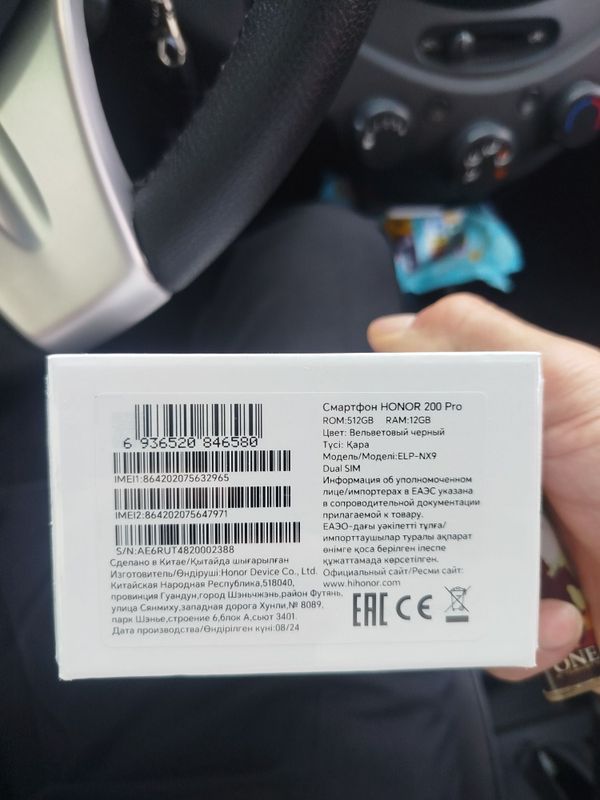 6 936520 846580
IMEI1:864202075632965
IMEI2:864202075647971
S/N:AE6RUT4820002388
Сделано в Китае/Қытайда шығарылған
Изготовитель/Өндіруші:Honor Device Co., Ltd.
Китайская Народная Республика,518040,
провинция Гуандун,город Шэньчжэнь,район Футянь,
улица Сянмиху,западная дорога Хунли,№ 8089,
парк Шэнье,строение 6,блок А,сьют 3401.
Дата производства/Өндірілген күні:08/24
Смартфон HONOR 200 Pro
ROM:512GB RAM:12GB
Цвет: Вельветовый черный
Түсі: Қара
Модель/Моделі:ELP-NX9
Dual SIM
Информация об уполномоченном
лице/импортерах в ЕАЭС указана
в сопроводительной документации
прилагаемой к товару.
ЕАЭО-дағы уәкілетті тұлға/
импорттаушылар туралы ақпарат
өнімге қоса берілген ілеспе
құжаттамада көрсетілген.
Официальный сайт/Ресми сайт:
www.hihonor.com
EAC CE
ONE